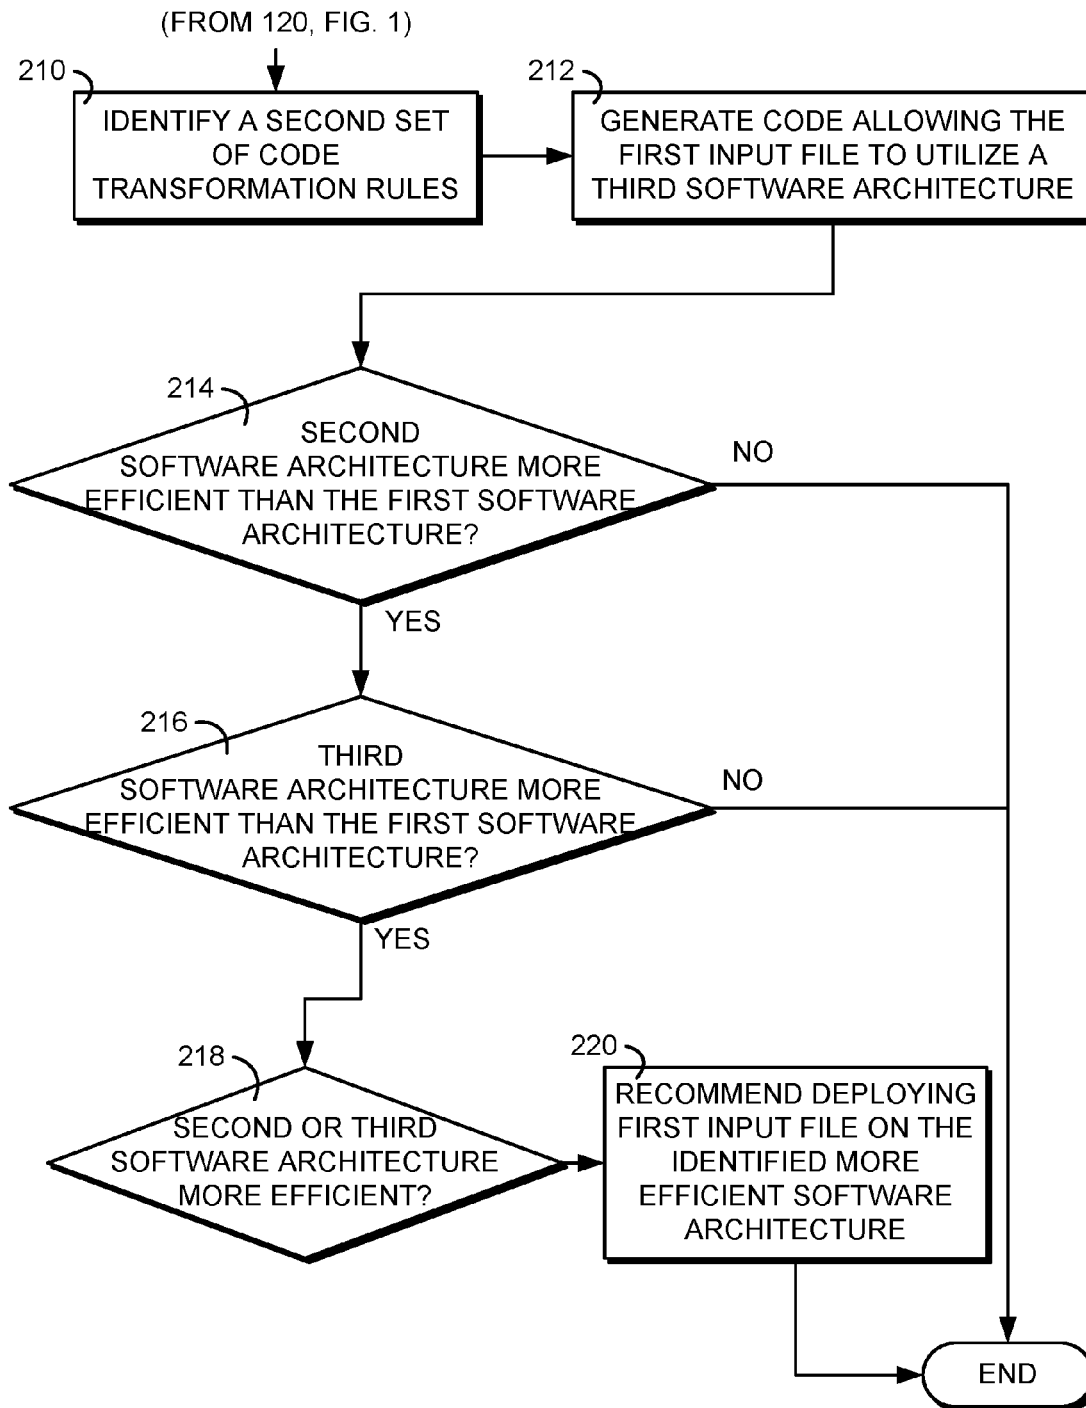 (FROM 120, FIG. 1)
210
IDENTIFY A SECOND SET
OF CODE
TRANSFORMATION RULES
212
GENERATE CODE ALLOWING THE
FIRST INPUT FILE TO UTILIZE A
THIRD SOFTWARE ARCHITECTURE
214
SECOND
SOFTWARE ARCHITECTURE MORE
EFFICIENT THAN THE FIRST SOFTWARE
ARCHITECTURE?
NO
YES
216
THIRD
SOFTWARE ARCHITECTURE MORE
EFFICIENT THAN THE FIRST SOFTWARE
ARCHITECTURE?
NO
YES
218
SECOND OR THIRD
SOFTWARE ARCHITECTURE
MORE EFFICIENT?
220
RECOMMEND DEPLOYING
FIRST INPUT FILE ON THE
IDENTIFIED MORE
EFFICIENT SOFTWARE
ARCHITECTURE
END